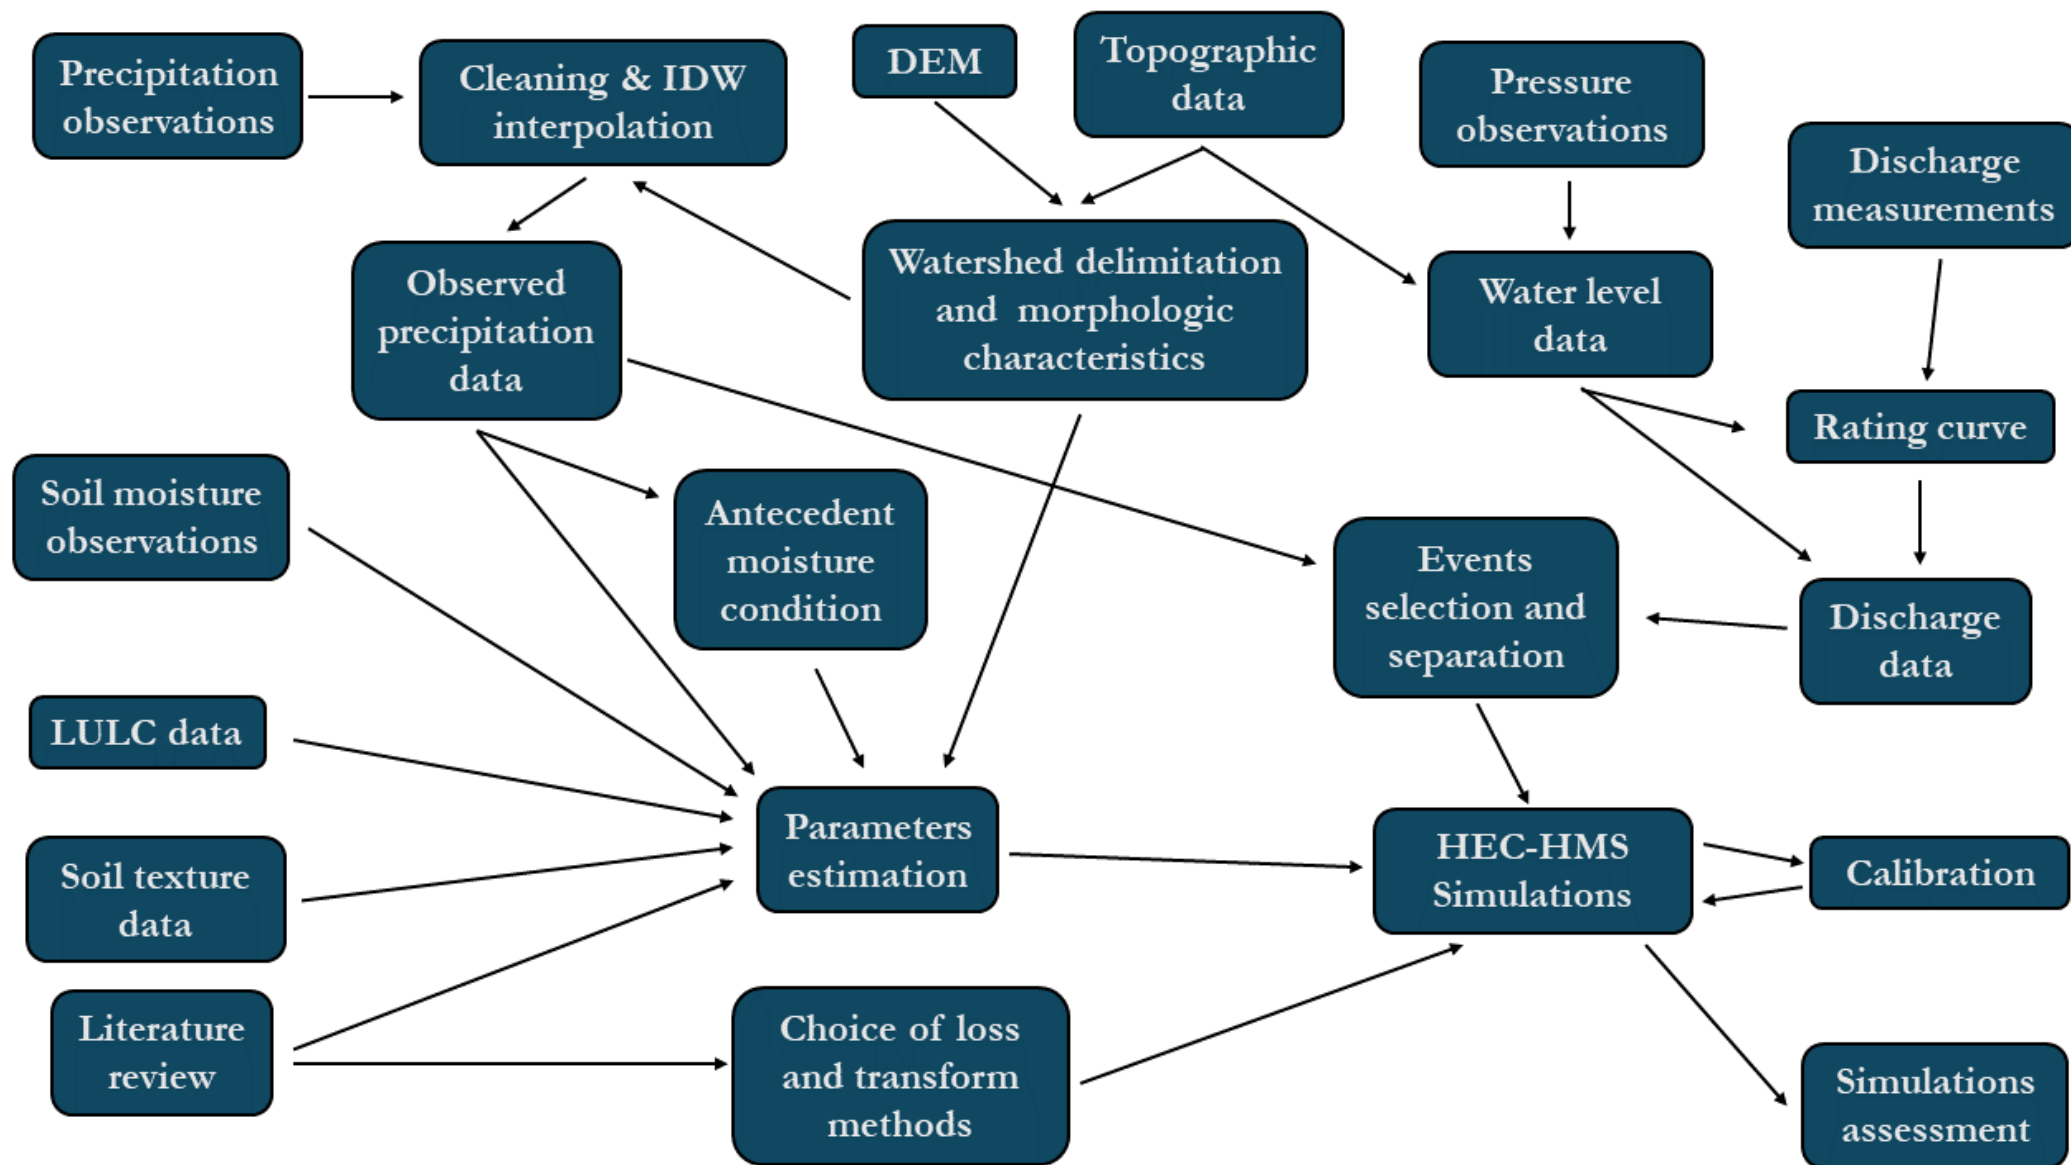 Precipitation
observations
Cleaning & IDW
interpolation
DEM
Topographic
data
Pressure
observations
Discharge
measurements
Observed
precipitation
data
Watershed delimitation
and morphologic
characteristics
Water level
data
Rating curve
Soil moisture
observations
Antecedent
moisture
condition
Events
selection and
separation
Discharge
data
LULC data
Parameters
estimation
HEC-HMS
Simulations
Calibration
Soil texture
data
Literature
review
Choice of loss
and transform
methods
Simulations
assessment